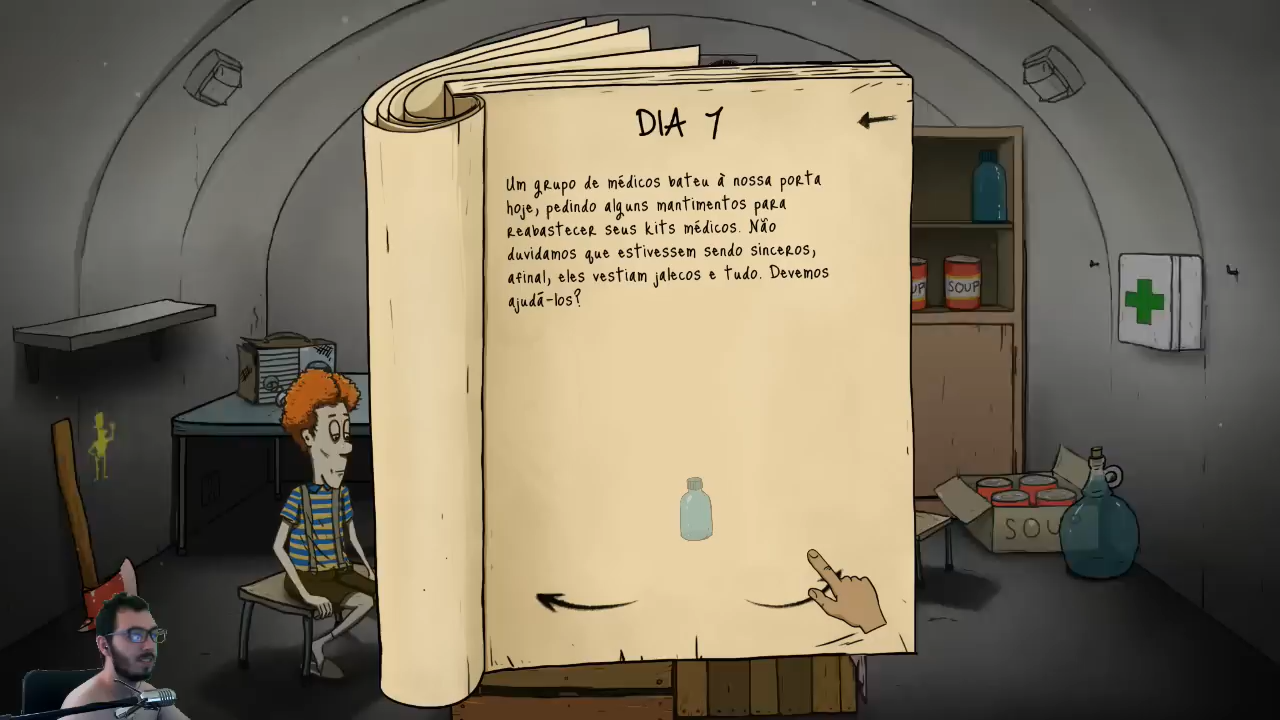 DIA 7
Um grupo de médicos bateu à nossa porta
hoje, pedindo alguns mantimentos para
reabastecer seus kits médicos. Não
duvidamos que estivessem sendo sinceros,
afinal, eles vestiam jalecos e tudo. Devemos
ajudá-los?
SOUP
SOU